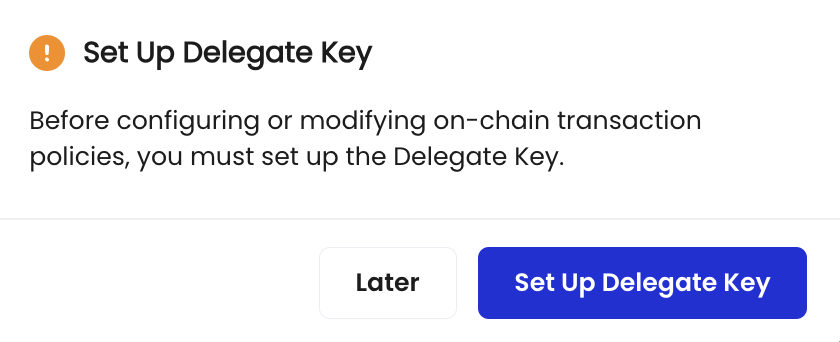 Set Up Delegate Key
Before configuring or modifying on-chain transaction
policies, you must set up the Delegate Key.
Later
Set Up Delegate Key